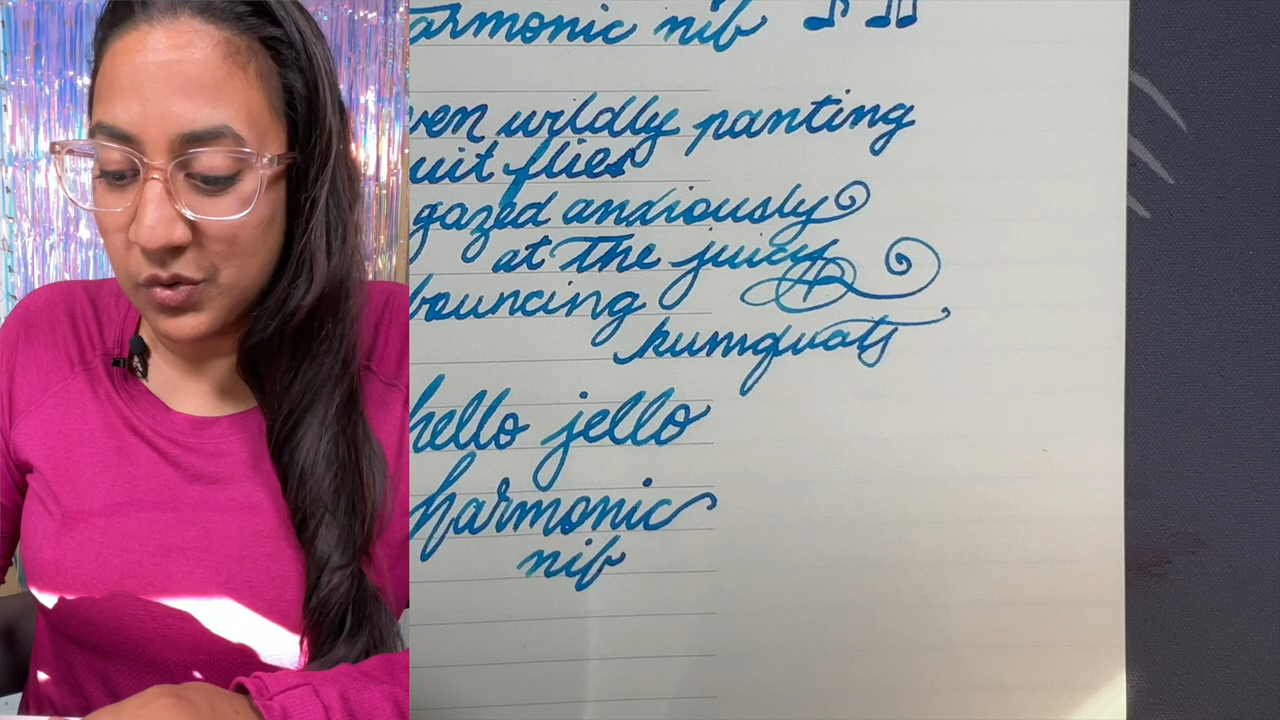 armonic nib
ven wildly panting
uit flies
gazed anxiously
at the juicy
bouncing
kumquats
hello jello
harmonic
nib